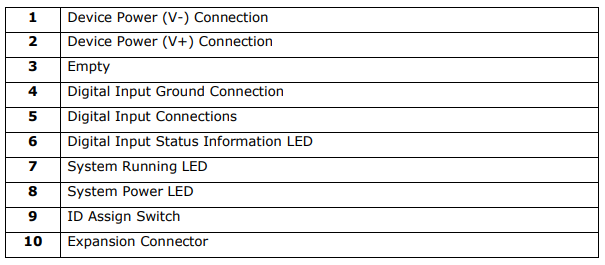 1 Device Power (V-) Connection
2 Device Power (V+) Connection
3 Empty
4 Digital Input Ground Connection
5 Digital Input Connections
6 Digital Input Status Information LED
7 System Running LED
8 System Power LED
9 ID Assign Switch
10 Expansion Connector